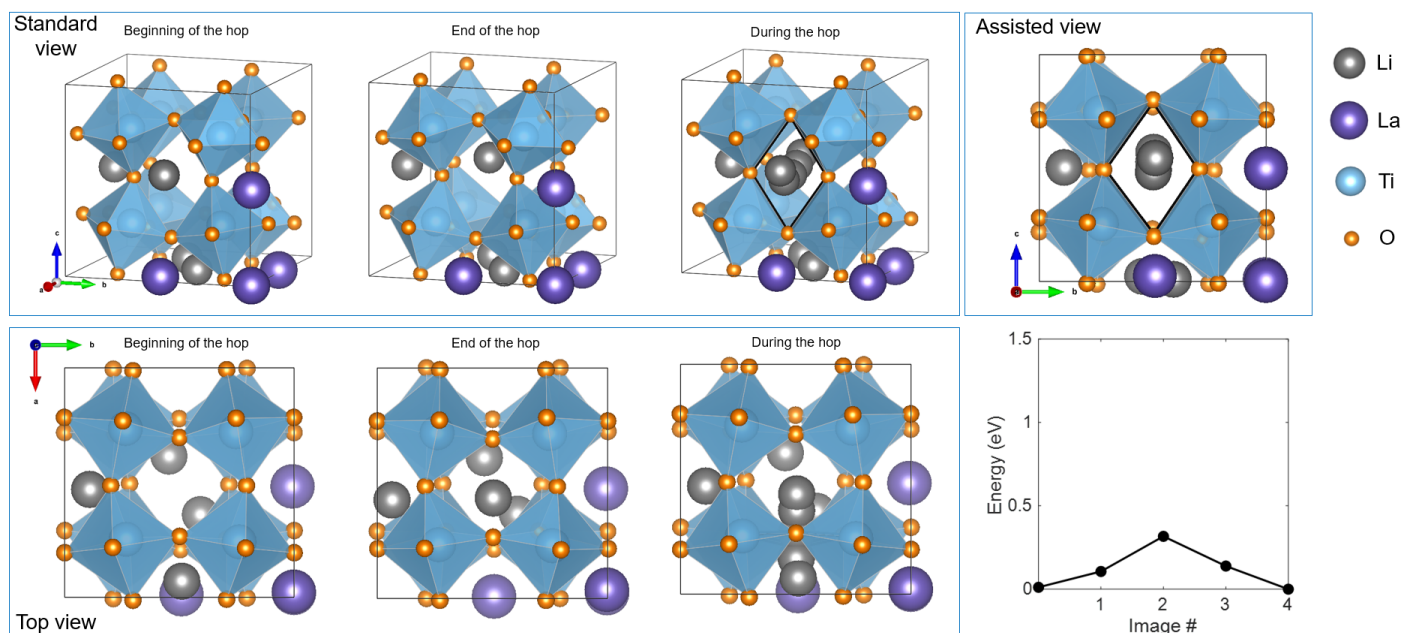 Standard view
Beginning of the hop
End of the hop
During the hop
c
a
b
Assisted view
c
b
Li
La
Ti
O
b
a
Beginning of the hop
End of the hop
During the hop
Top view
1.5
1
0.5
0
Energy (eV)
1 2 3 4
Image #